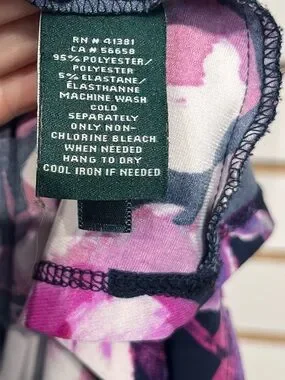 RN # 41381
CA # 56658
95% POLYESTER/
POLYESTER
5% ELASTANE/
ÉLASTHANNE
MACHINE WASH
COLD
SEPARATELY
ONLY NON-
CHLORINE BLEACH
WHEN NEEDED
HANG TO DRY
COOL IRON IF NEEDED